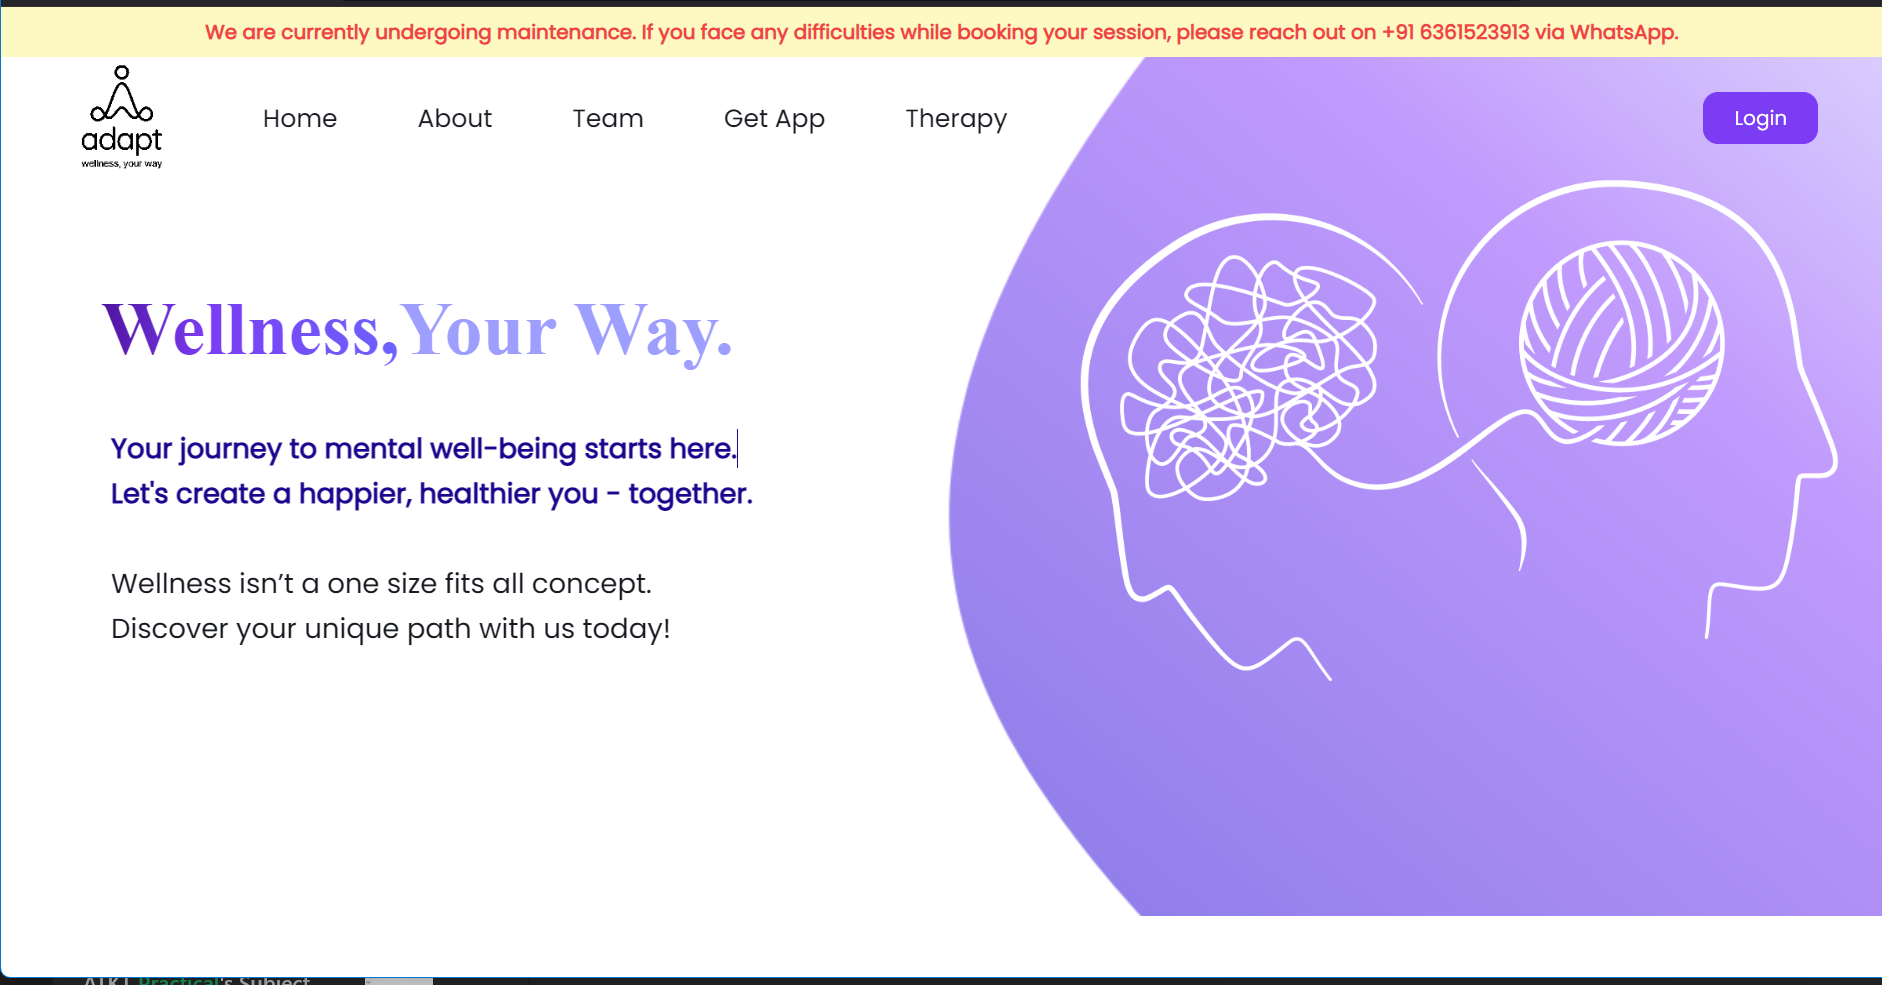 We are currently undergoing maintenance. If you face any difficulties while booking your session, please reach out on +91 6361523913 via WhatsApp.
adapt
wellness, your way
Home About Team Get App Therapy Login
Wellness,Your Way.
Your journey to mental well-being starts here.
Let's create a happier, healthier you - together.
Wellness isn’t a one size fits all concept.
Discover your unique path with us today!
Practical's Subject